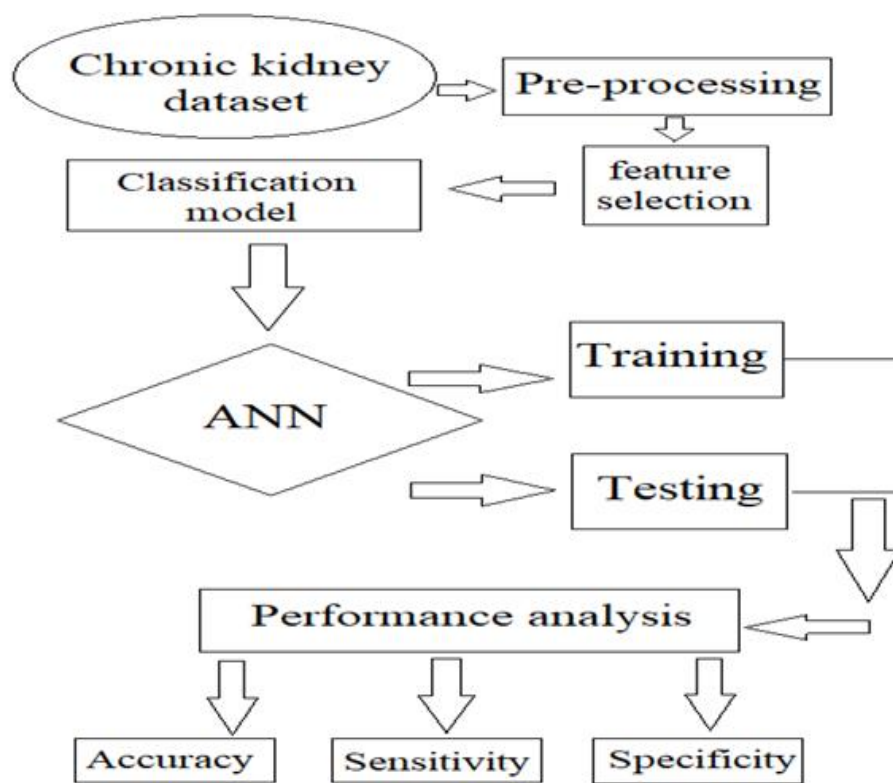 Chronic kidney
dataset
Pre-processing
feature
selection
Classification
model
ANN
Training
Testing
Performance analysis
Accuracy
Sensitivity
Specificity